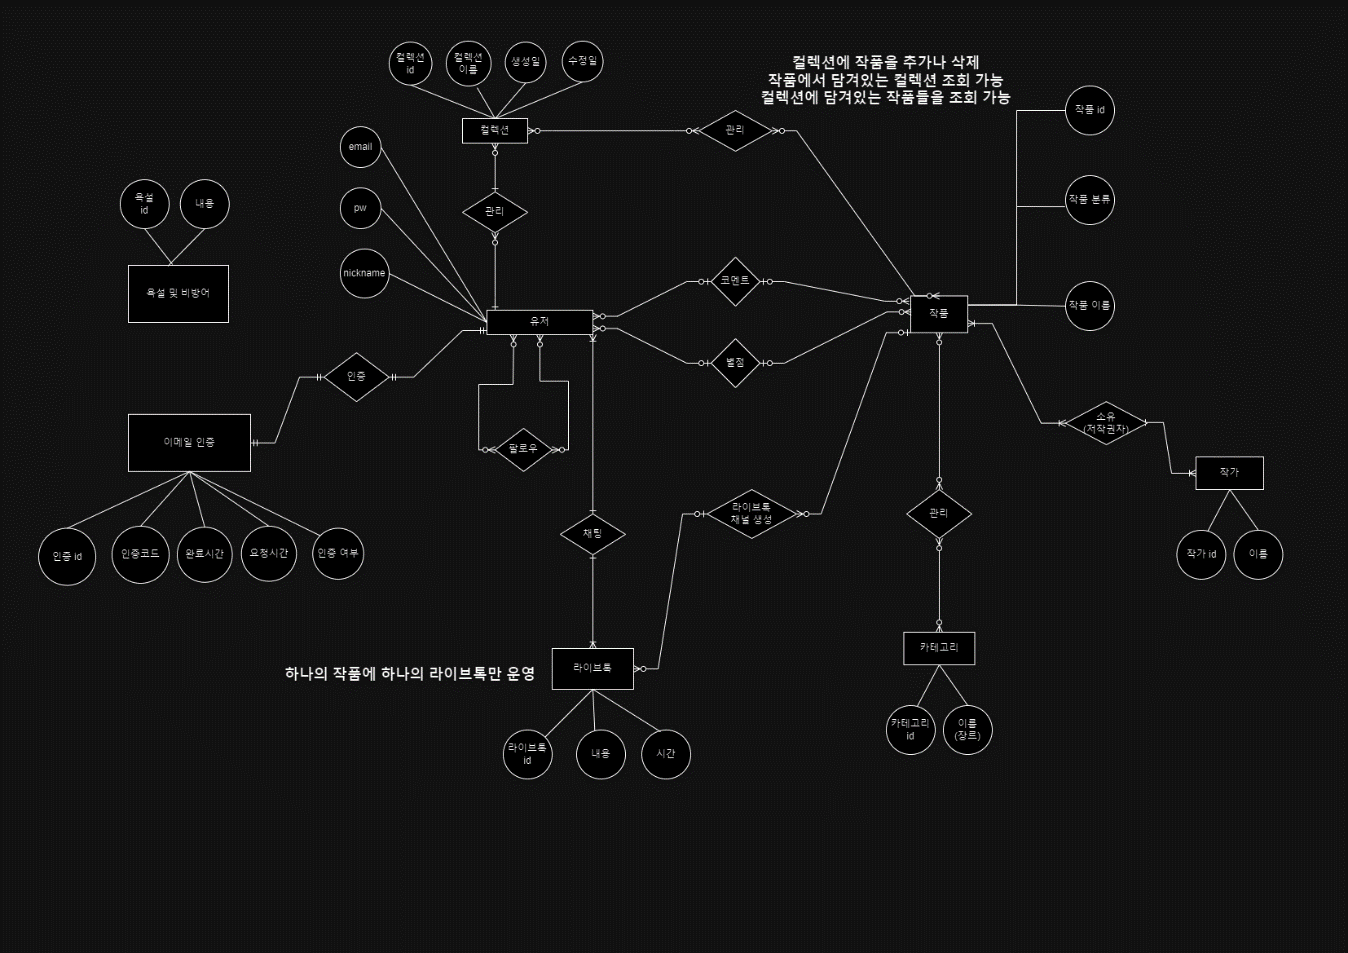 컬렉션
id
컬렉션
이름
생성일
수정일
컬렉션에 작품을 추가나 삭제
작품에서 담겨있는 컬렉션 조회 가능
컬렉션에 담겨있는 작품들을 조회 가능
작품 id
컬렉션
관리
email
욕설
id
내용
pw
관리
작품 분류
nickname
욕설 및 비방어
코멘트
유저
작품
작품 이름
인증
별점
소유
(저작권자)
이메일 인증
팔로우
작가
라이브톡
채널 생성
관리
채팅
인증 id
인증코드
완료시간
요청시간
인증 여부
작가 id
이름
하나의 작품에 하나의 라이브톡만 운영
라이브톡
카테고리
라이브톡
id
내용
시간
카테고리
id
이름
(장르)